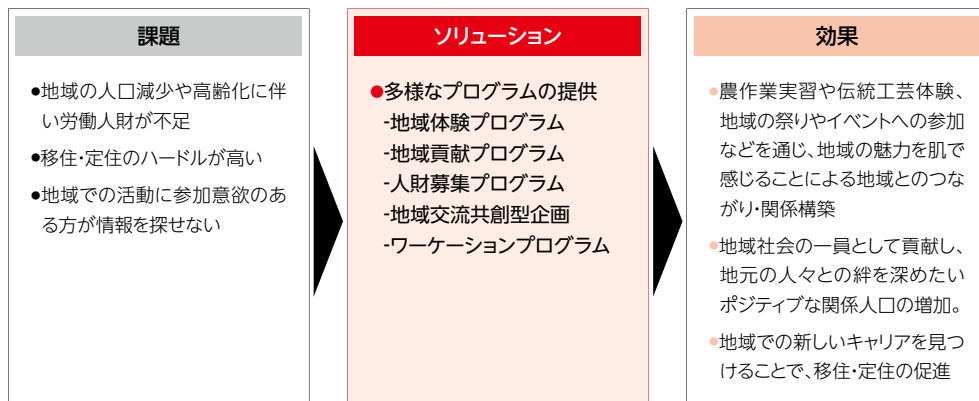 課題
●地域の人口減少や高齢化に伴
い労働人財が不足
●移住・定住のハードルが高い
●地域での活動に参加意欲のあ
る方が情報を探せない
ソリューション
●多様なプログラムの提供
-地域体験プログラム
-地域貢献プログラム
-人財募集プログラム
-地域交流共創型企画
-ワーケーションプログラム
効果
●農作業実習や伝統工芸体験、
地域の祭りやイベントへの参加
などを通じ、地域の魅力を肌で
感じることによる地域とのつな
がり・関係構築
●地域社会の一員として貢献し、
地元の人々との絆を深めたい
ポジティブな関係人口の増加。
●地域での新しいキャリアを見つ
けることで、移住・定住の促進